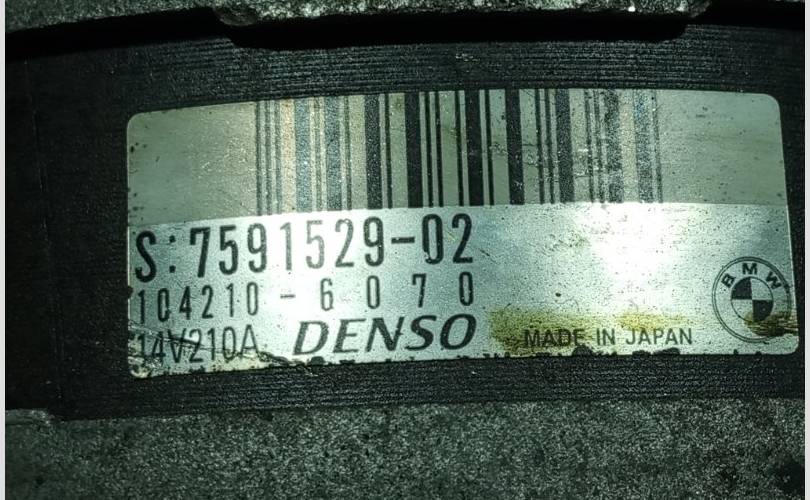 S:7591529-02
104210-6070
14V210A DENSO MADE IN JAPAN
BMW